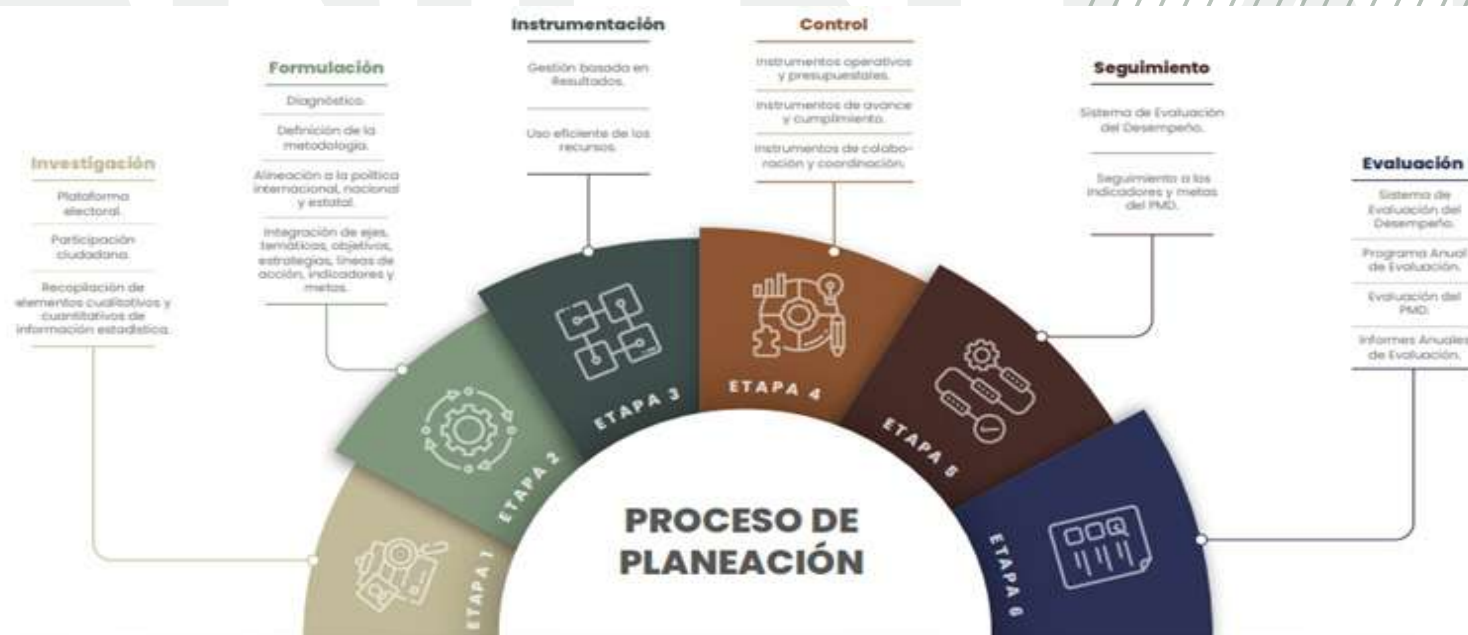 Investigación
Plataforma
electoral.
Participación
ciudadana.
Recopilación de
elementos cualitativos y
cuantitativos de
información estadística.
Formulación
Diagnóstico.
Definición de la
metodología.
Alineación a la política
internacional, nacional
y estatal.
Integración de ejes,
temáticas, objetivos,
estrategias, líneas de
acción, indicadores y
metas.
Instrumentación
Gestión basada en
Resultados.
Uso eficiente de los
recursos.
Control
Instrumentos operativos
y presupuestales.
Instrumentos de avance
y cumplimiento.
Instrumentos de colabo-
ración y coordinación.
Seguimiento
Sistema de Evaluación
del Desempeño.
Seguimiento a los
indicadores y metas
del PMD.
Evaluación
Sistema de
Evaluación del
Desempeño.
Programa Anual
de Evaluación.
Evaluación del
PMD.
Informes Anuales
de Evaluación.
ETAPA 1
ETAPA 2
ETAPA 3
ETAPA 4
ETAPA 5
ETAPA 6
PROCESO DE
PLANEACIÓN